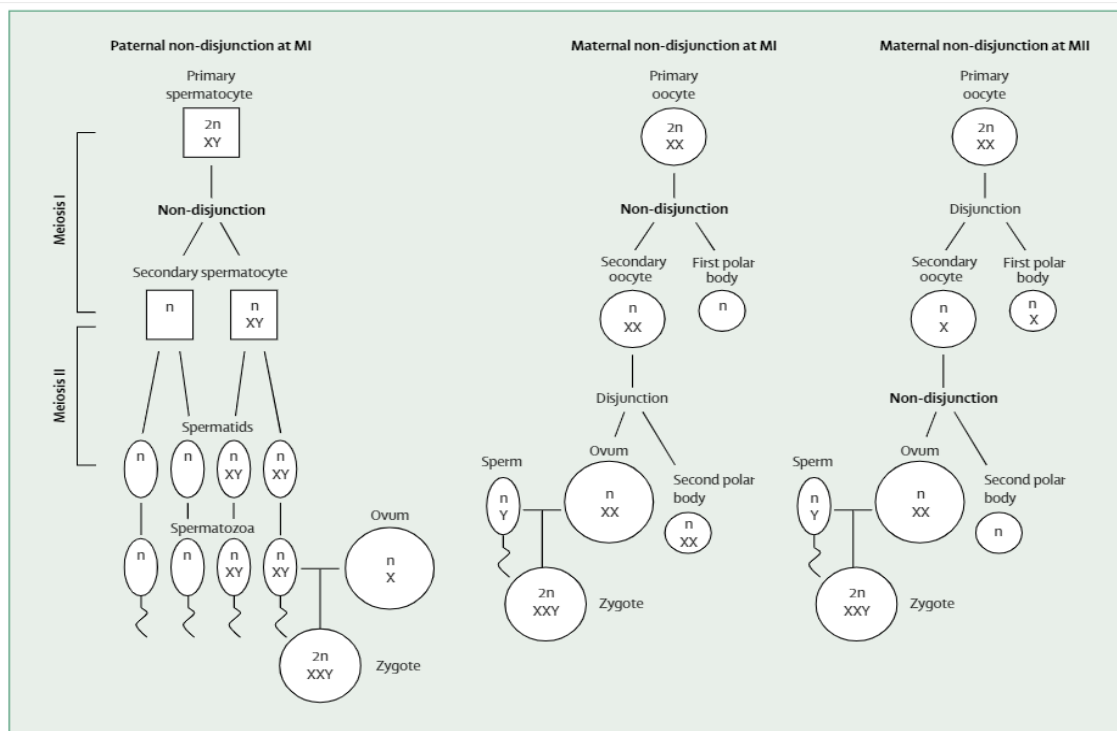 Paternal non-disjunction at MI
Primary
spermatocyte
2n
XY
Non-disjunction
Secondary spermatocyte
n
n
XY
Spermatids
n
n
n
XY
n
XY
Spermatozoa
n
n
n
XY
n
XY
Ovum
n
X
2n
XXY
Zygote
Meiosis I
Meiosis II
Maternal non-disjunction at MI
Primary
oocyte
2n
XX
Non-disjunction
Secondary
oocyte
First polar
body
n
XX
n
Disjunction
Sperm
Ovum
n
Y
n
XX
Second polar
body
n
XX
2n
XXY
Zygote
Maternal non-disjunction at MII
Primary
oocyte
2n
XX
Disjunction
Secondary
oocyte
First polar
body
n
X
n
X
Non-disjunction
Sperm
Ovum
n
Y
n
XX
Second polar
body
n
2n
XXY
Zygote